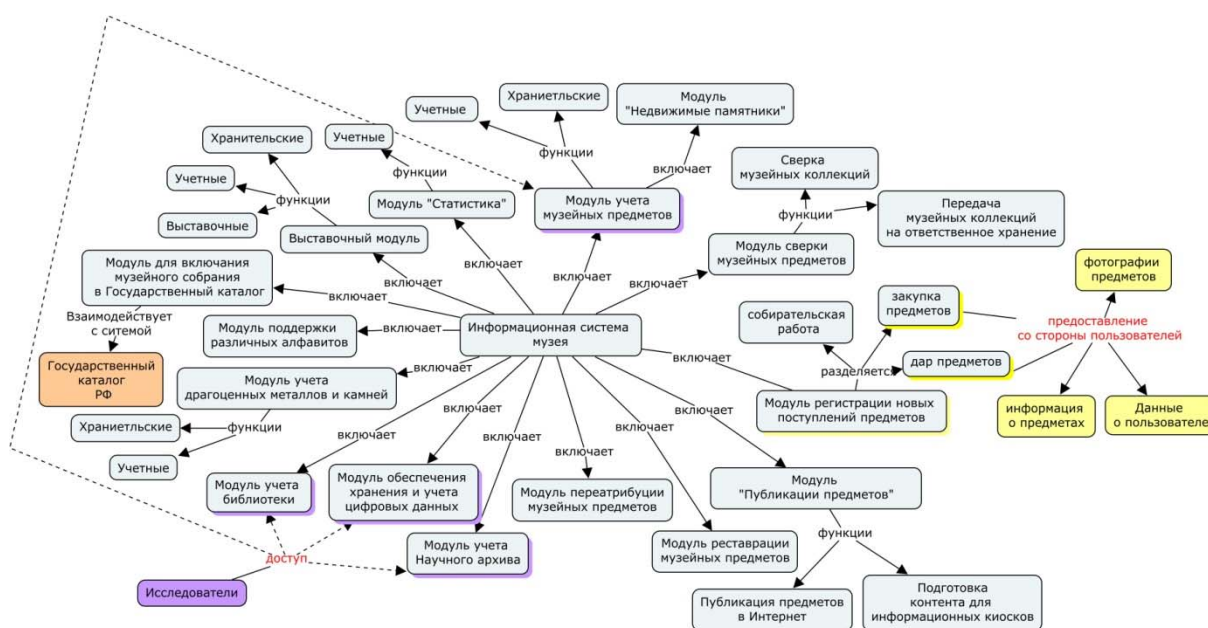 Храниетльские
Модуль
"Недвижимые памятники"
Учетные
Хранительские
Учетные
функции
включает
Сверка
музейных коллекций
Учетные
функции
функции
Модуль учета
музейных предметов
Модуль "Статистика"
Передача
музейных коллекций
на ответственное хранение
функции
Выставочные
Выставочный модуль
Модуль сверки
музейных предметов
Модуль для включания
музейного собрания
в Государственный каталог
фотографии
предметов
включает
включает
включает
включает
включает
закупка
предметов
Взаимодействует
с ситемой
Модуль поддержки
различных алфавитов
включает
Информационная система
музея
собирательская
работа
предоставление
со стороны пользователей
Государственный
каталог
РФ
включает
включает
разделяется
дар предметов
Модуль учета
драгоценных металлов и камней
Модуль регистрации новых
поступлений предметов
информация
о предметах
Данные
о пользователе
Храниетльские
функции
включает
включает
включает
включает
включает
включает
Учетные
Модуль учета
библиотеки
Модуль обеспечения
хранения и учета
цифровых данных
Модуль переатрибуции
музейных предметов
Модуль
"Публикации предметов"
функции
Модуль учета
Научного архива
Модуль реставрации
музейных предметов
доступ
Исследователи
Публикация предметов
в Интернет
Подготовка
контента для
информационных киосков